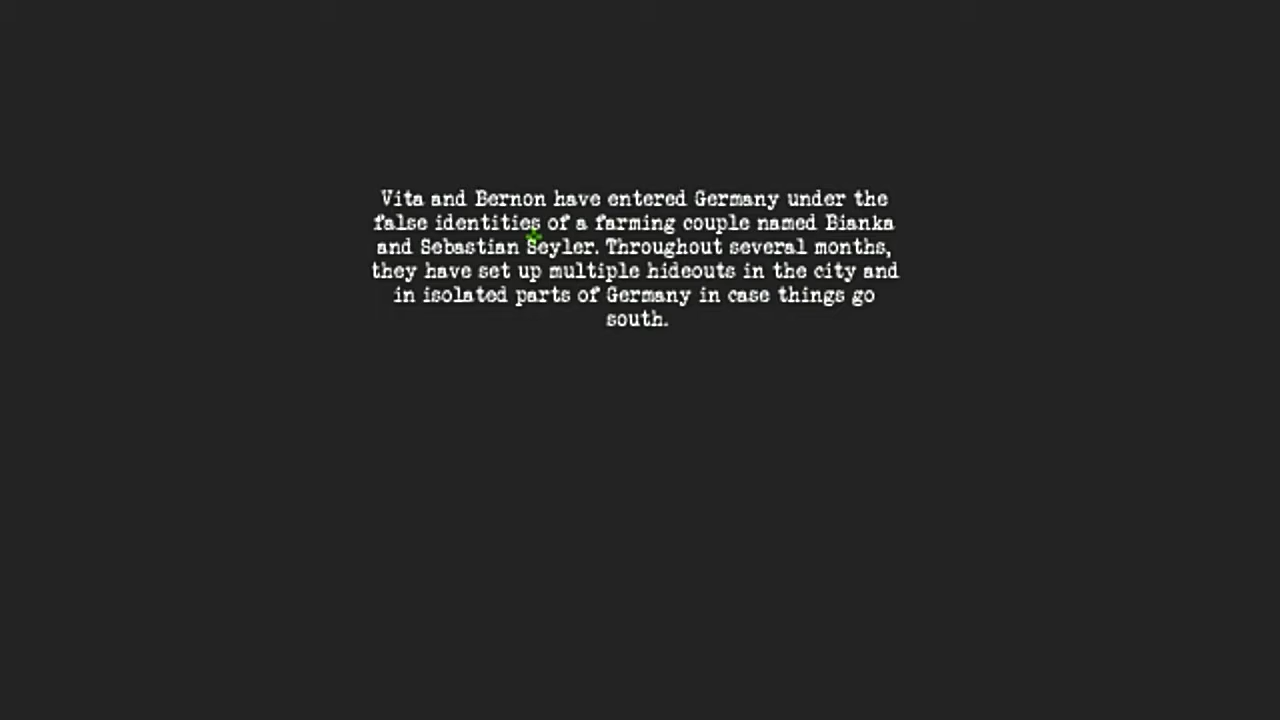 Vita and Bernon have entered Germany under the
false identities of a farming couple named Bianka
and Sebastian Seyler. Throughout several months,
they have set up multiple hideouts in the city and
in isolated parts of Germany in case things go
south.